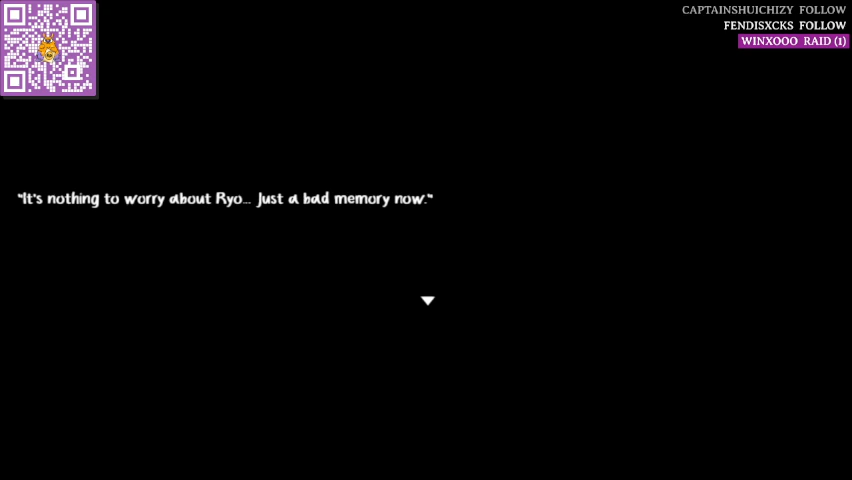 CAPTAINSHUICHIZY FOLLOW
FENDISXCKS FOLLOW
WINXOOO RAID (1)
"It's nothing to worry about Ryo... Just a bad memory now."